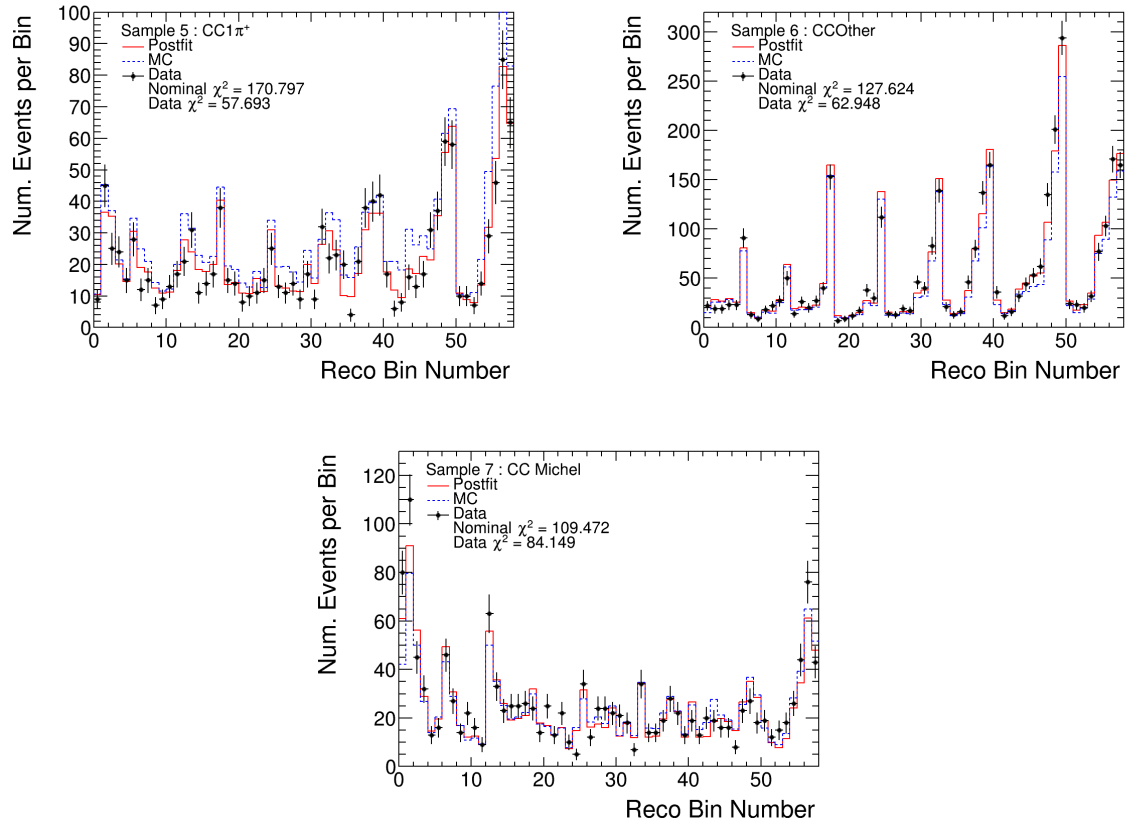 Sample 5 : CC1π⁺
Postfit
MC
Data
Nominal χ² = 170.797
Data χ² = 57.693
Num. Events per Bin
0 10 20 30 40 50 60 70 80 90 100
0 10 20 30 40 50
Reco Bin Number
Sample 6 : CCOther
Postfit
MC
Data
Nominal χ² = 127.624
Data χ² = 62.948
Num. Events per Bin
0 50 100 150 200 250 300
0 10 20 30 40 50
Reco Bin Number
Sample 7 : CC Michel
Postfit
MC
Data
Nominal χ² = 109.472
Data χ² = 84.149
Num. Events per Bin
0 20 40 60 80 100 120
0 10 20 30 40 50
Reco Bin Number